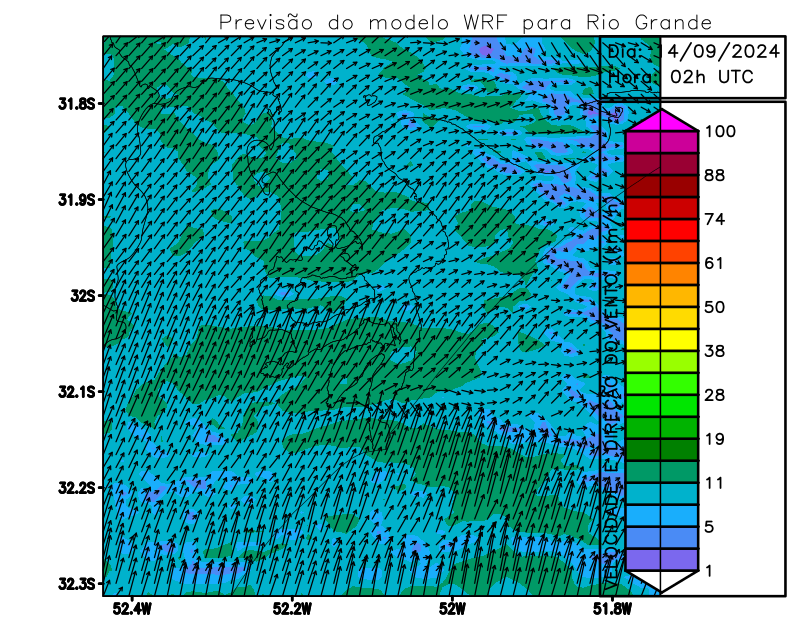 Previsão do modelo WRF para Rio Grande
Dia: 14/09/2024
Hora: 02h UTC
31.8S
31.9S
32S
32.1S
32.2S
32.3S
52.4W
52.2W
52W
51.8W
VELOCIDADE E DIREÇÃO DO VENTO (km/h)
100
88
74
61
50
38
28
19
11
5
1